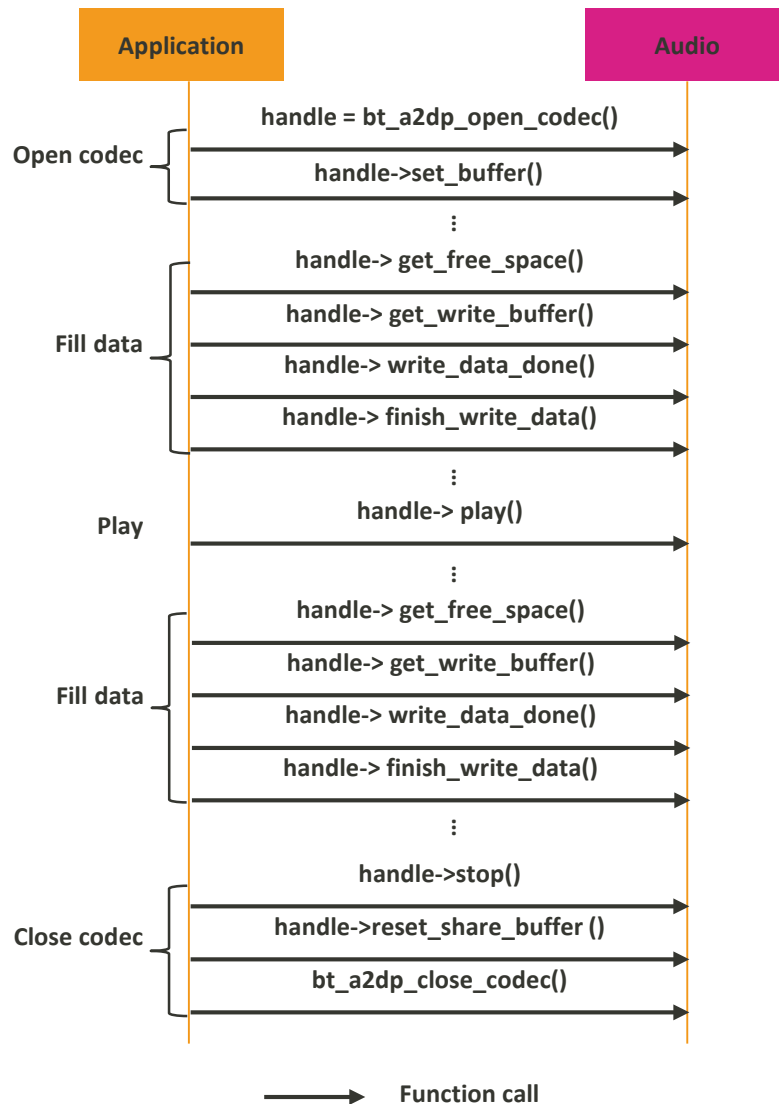 Application
Audio
handle = bt_a2dp_open_codec()
Open codec
handle->set_buffer()
...
handle-> get_free_space()
handle-> get_write_buffer()
Fill data
handle-> write_data_done()
handle-> finish_write_data()
...
handle-> play()
Play
...
handle-> get_free_space()
handle-> get_write_buffer()
Fill data
handle-> write_data_done()
handle-> finish_write_data()
...
handle->stop()
handle->reset_share_buffer ()
Close codec
bt_a2dp_close_codec()
Function call